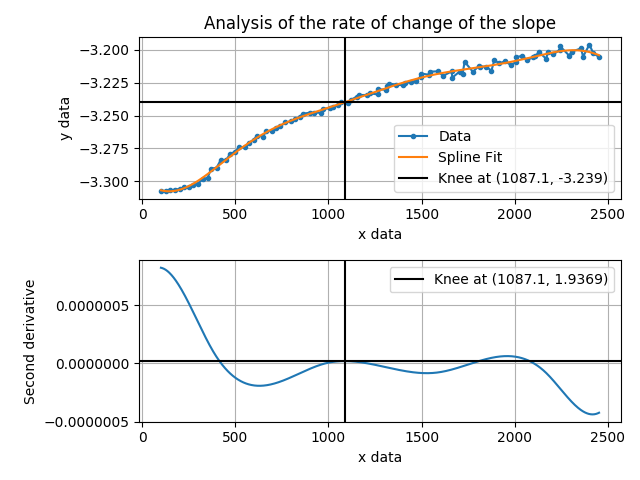 Analysis of the rate of change of the slope
y data
−3.200
−3.225
−3.250
−3.275
−3.300
Data
Spline Fit
Knee at (1087.1, -3.239)
0
500
1000
1500
2000
2500
x data
Second derivative
0.0000005
0.0000000
−0.0000005
Knee at (1087.1, 1.9369)
0
500
1000
1500
2000
2500
x data